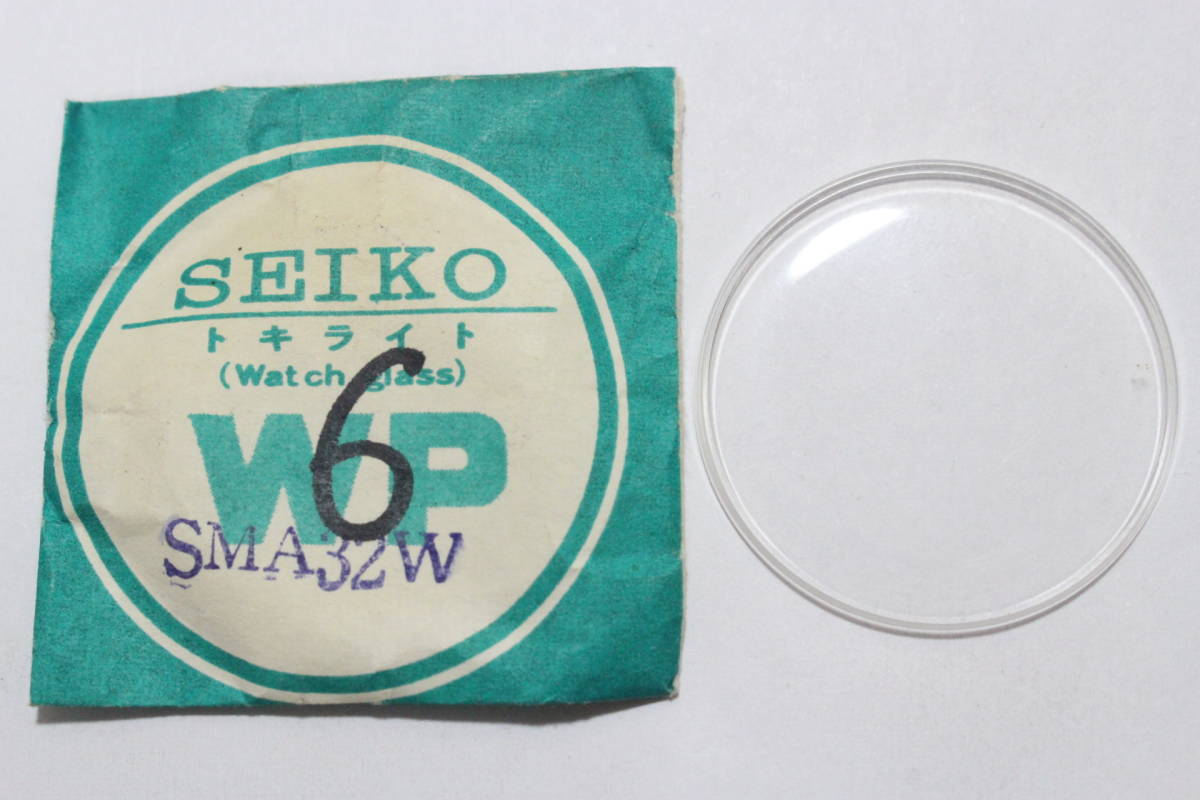 SEIKO
トキライト
(Watch glass)
WP
6
SMA32W